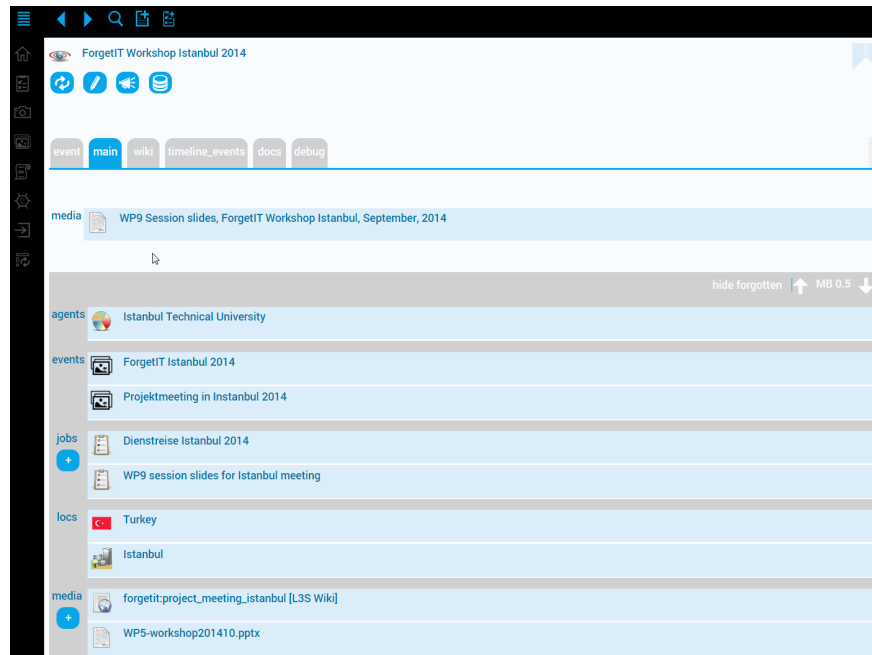 ForgetIT Workshop Istanbul 2014
event main wiki timeline_events docs debug
media WP9 Session slides, ForgetIT Workshop Istanbul, September, 2014
hide forgotten MB 0.5
agents Istanbul Technical University
events ForgetIT Istanbul 2014
Projektmeeting in Instanbul 2014
jobs Dienstreise Istanbul 2014
+ WP9 session slides for Istanbul meeting
locs Turkey
Istanbul
media forgetit:project_meeting_istanbul [L3S Wiki]
+ WP5-workshop201410.pptx